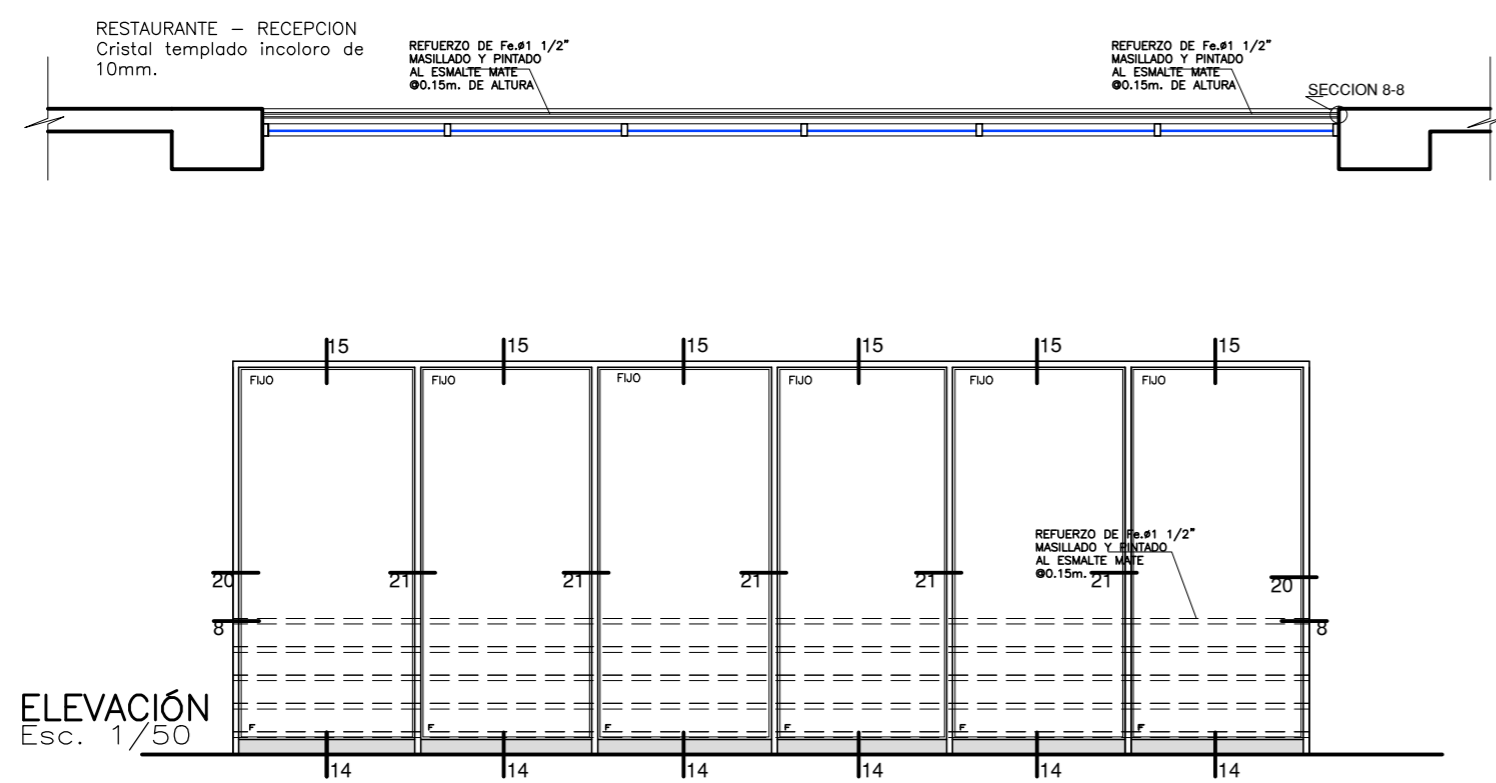 RESTAURANTE – RECEPCION
Cristal templado incoloro de
10mm.
REFUERZO DE Fe.ø1 1/2"
MASILLADO Y PINTADO
AL ESMALTE MATE
@0.15m. DE ALTURA
REFUERZO DE Fe.ø1 1/2"
MASILLADO Y PINTADO
AL ESMALTE MATE
@0.15m. DE ALTURA
SECCION 8-8
15 15 15 15 15 15
FIJO FIJO FIJO FIJO FIJO FIJO
REFUERZO DE Fe.ø1 1/2"
MASILLADO Y PINTADO
AL ESMALTE MATE
@0.15m.
20 21 21 21 21 21 20
8 8
ELEVACIÓN
Esc. 1/50
F F F F F F
14 14 14 14 14 14